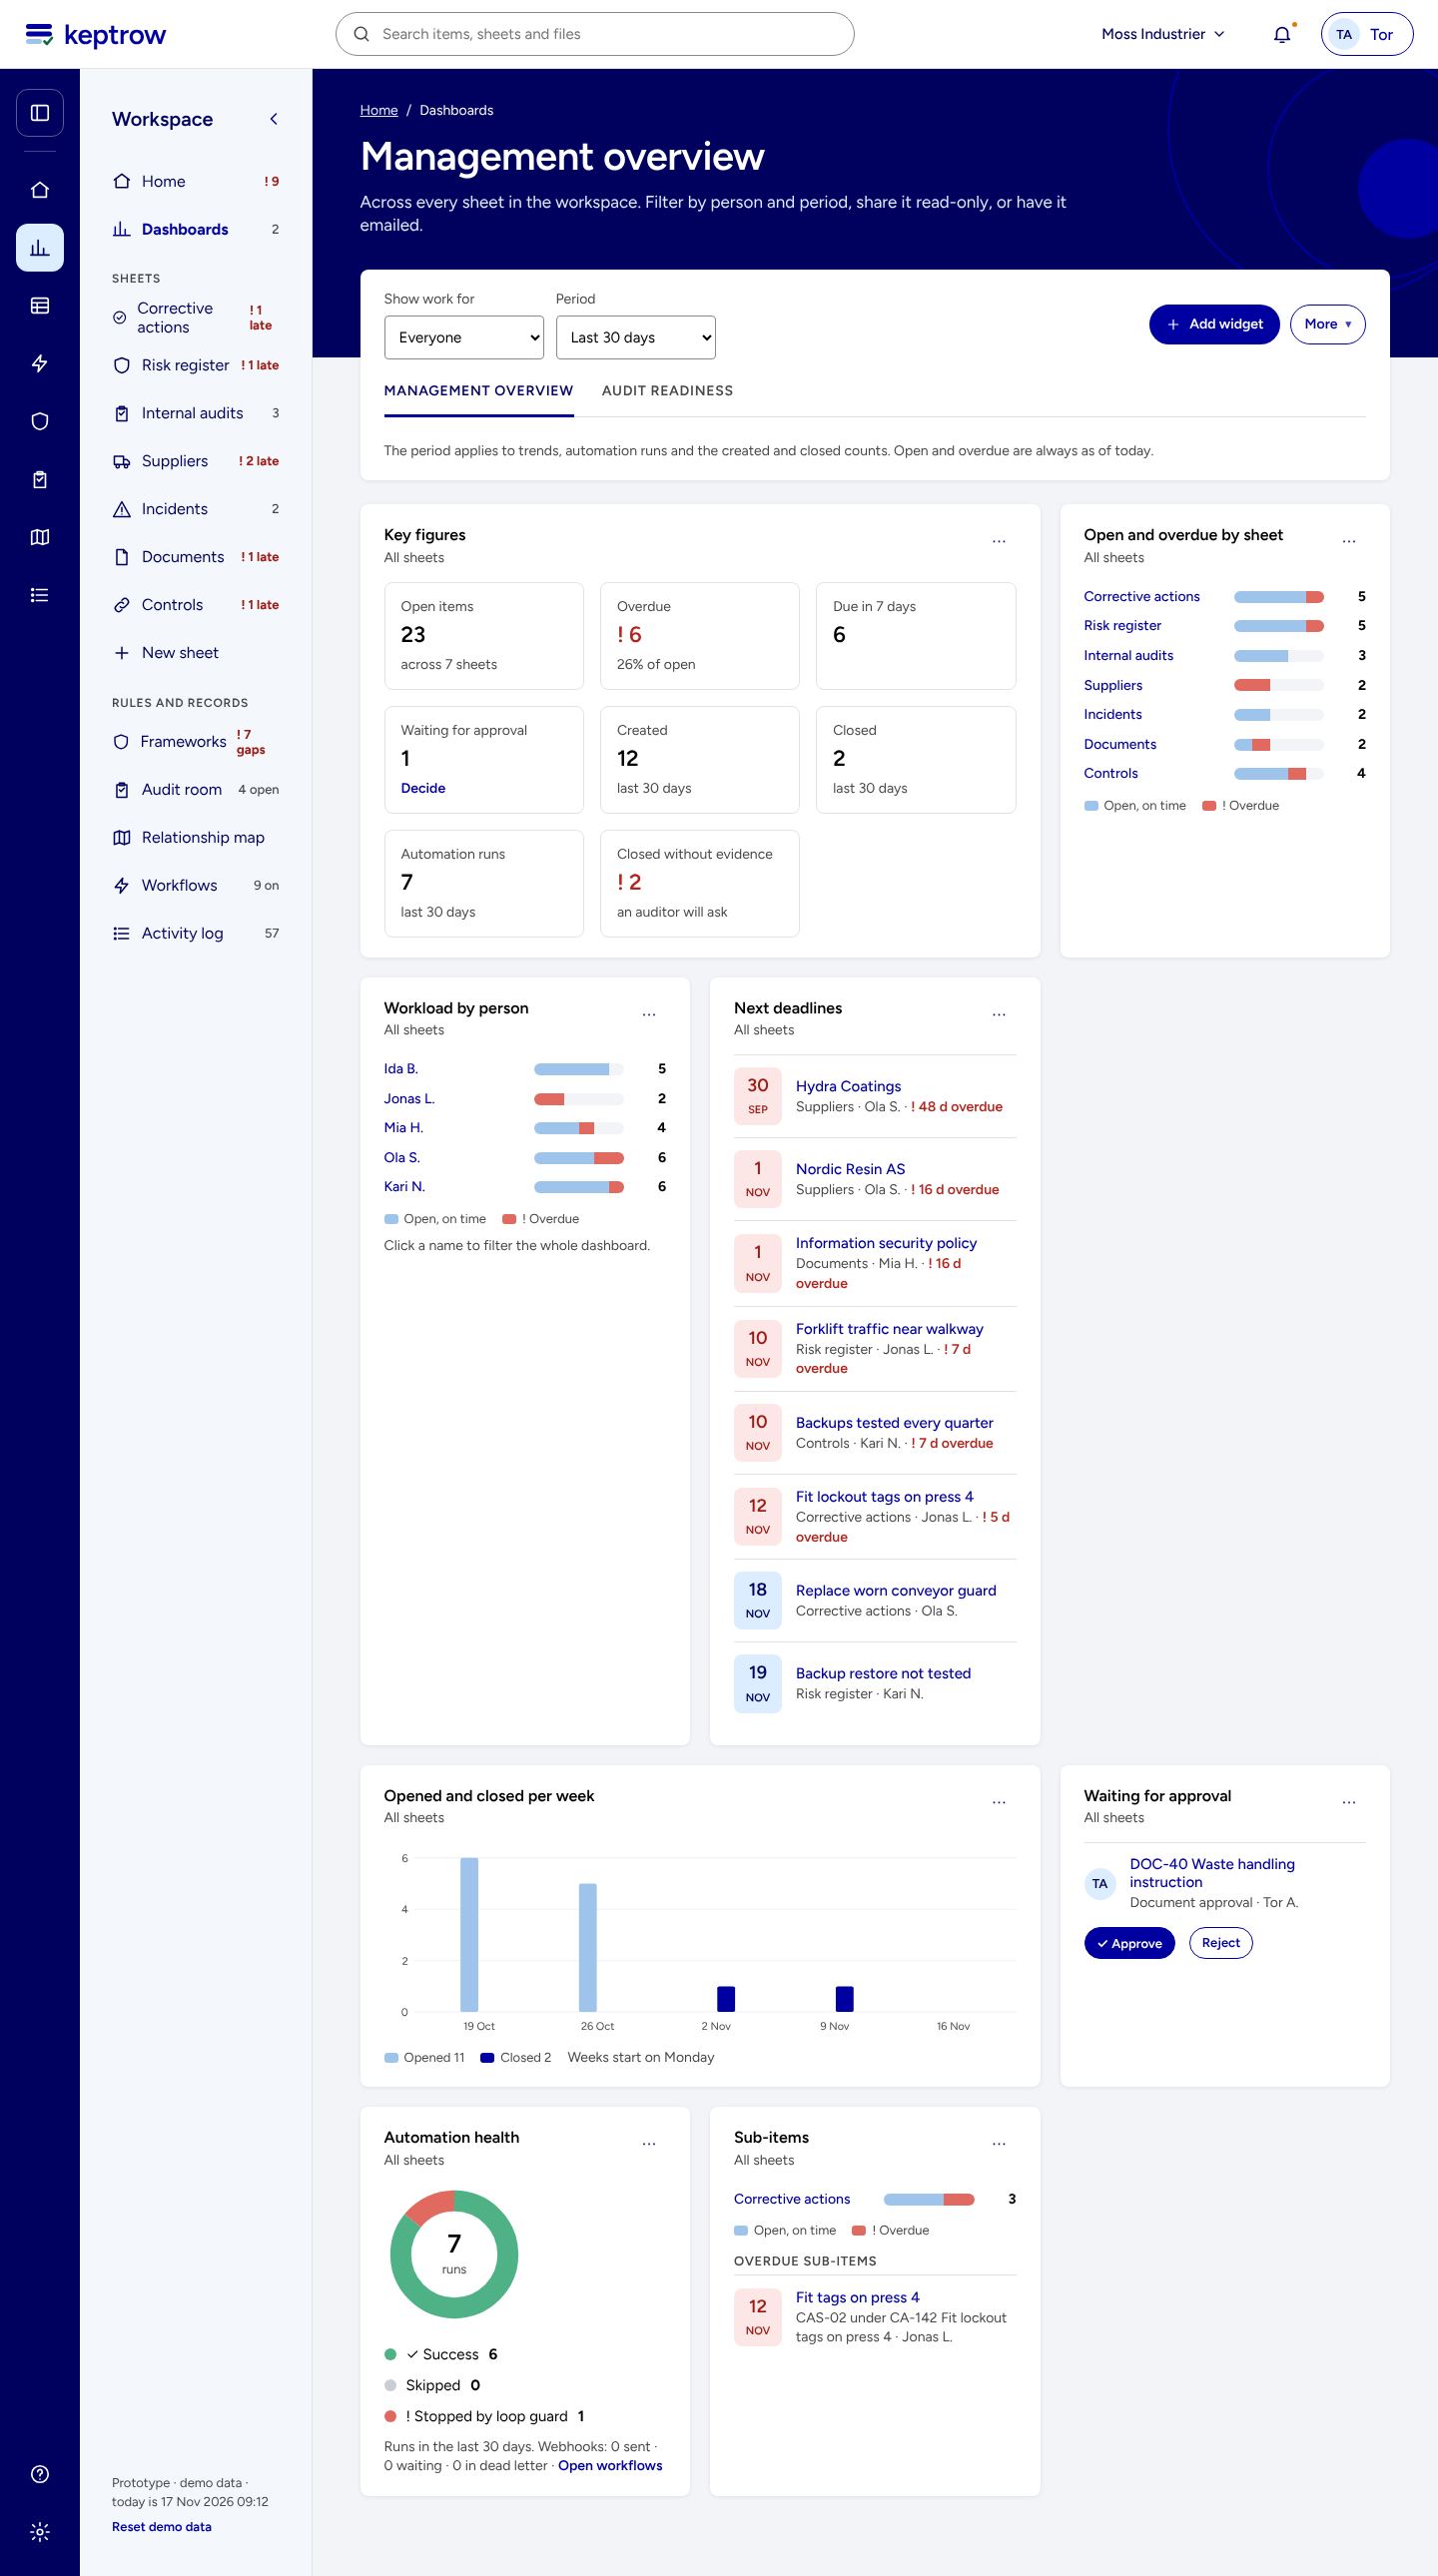 keptrow
Search items, sheets and files
Moss Industrier
TA
Tor
Workspace
Home
! 9
Dashboards
2
SHEETS
Corrective actions
! 1 late
Risk register
! 1 late
Internal audits
3
Suppliers
! 2 late
Incidents
2
Documents
! 1 late
Controls
! 1 late
New sheet
RULES AND RECORDS
Frameworks
! 7 gaps
Audit room
4 open
Relationship map
Workflows
9 on
Activity log
57
Prototype · demo data ·
today is 17 Nov 2026 09:12
Reset demo data
Home / Dashboards
Management overview
Across every sheet in the workspace. Filter by person and period, share it read-only, or have it
emailed.
Show work for
Everyone
Period
Last 30 days
Add widget
More
MANAGEMENT OVERVIEW
AUDIT READINESS
The period applies to trends, automation runs and the created and closed counts. Open and overdue are always as of today.
Key figures
All sheets
Open items
23
across 7 sheets
Overdue
! 6
26% of open
Due in 7 days
6
Waiting for approval
1
Decide
Created
12
last 30 days
Closed
2
last 30 days
Automation runs
7
last 30 days
Closed without evidence
! 2
an auditor will ask
Open and overdue by sheet
All sheets
Corrective actions 5
Risk register 5
Internal audits 3
Suppliers 2
Incidents 2
Documents 2
Controls 4
Open, on time
! Overdue
Workload by person
All sheets
Ida B. 5
Jonas L. 2
Mia H. 4
Ola S. 6
Kari N. 6
Open, on time
! Overdue
Click a name to filter the whole dashboard.
Next deadlines
All sheets
30 SEP
Hydra Coatings
Suppliers · Ola S. · ! 48 d overdue
1 NOV
Nordic Resin AS
Suppliers · Ola S. · ! 16 d overdue
1 NOV
Information security policy
Documents · Mia H. · ! 16 d
overdue
10 NOV
Forklift traffic near walkway
Risk register · Jonas L. · ! 7 d
overdue
10 NOV
Backups tested every quarter
Controls · Kari N. · ! 7 d overdue
12 NOV
Fit lockout tags on press 4
Corrective actions · Jonas L. · ! 5 d
overdue
18 NOV
Replace worn conveyor guard
Corrective actions · Ola S.
19 NOV
Backup restore not tested
Risk register · Kari N.
Opened and closed per week
All sheets
6
4
2
0
19 Oct 26 Oct 2 Nov 9 Nov 16 Nov
Opened 11 Closed 2 Weeks start on Monday
Waiting for approval
All sheets
TA
DOC-40 Waste handling
instruction
Document approval · Tor A.
✓ Approve
Reject
Automation health
All sheets
7
runs
✓ Success 6
Skipped 0
! Stopped by loop guard 1
Runs in the last 30 days. Webhooks: 0 sent ·
0 waiting · 0 in dead letter · Open workflows
Sub-items
All sheets
Corrective actions 3
Open, on time
! Overdue
OVERDUE SUB-ITEMS
12 NOV
Fit tags on press 4
CAS-02 under CA-142 Fit lockout
tags on press 4 · Jonas L.